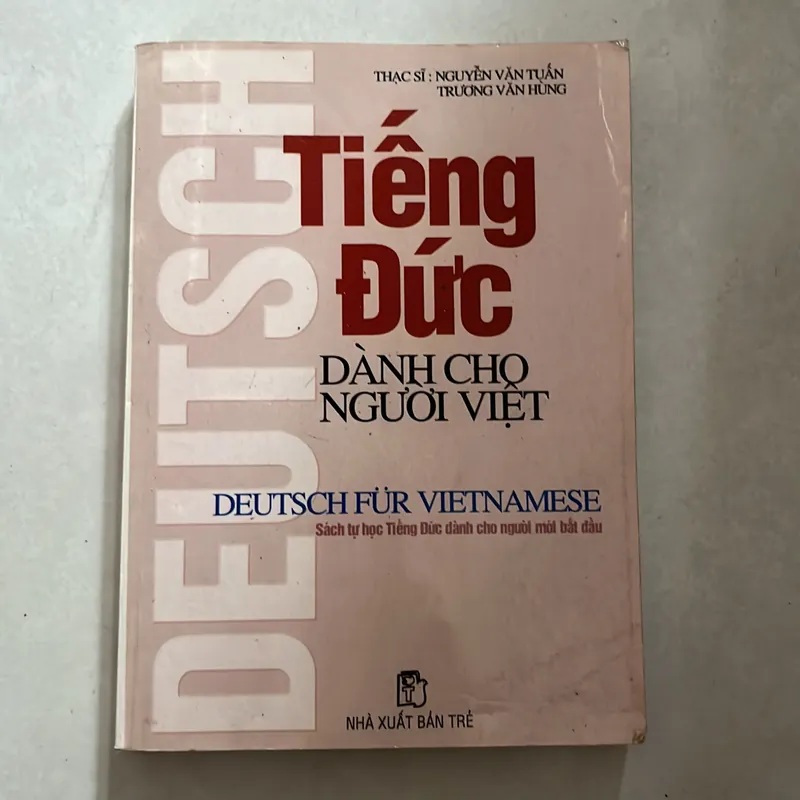 DEUTSCH
THẠC SĨ : NGUYỄN VĂN TUẤN
TRƯƠNG VĂN HÙNG
Tiếng
Đức
DÀNH CHO
NGƯỜI VIỆT
DEUTSCH FÜR VIETNAMESE
Sách tự học Tiếng Đức dành cho người mới bắt đầu
NHÀ XUẤT BẢN TRẺ